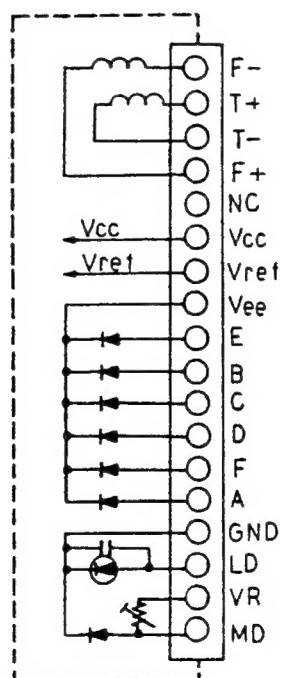 F-
T+
T-
F+
NC
Vcc Vcc
Vref Vref
Vee
E
B
C
D
F
A
GND
LD
VR
MD